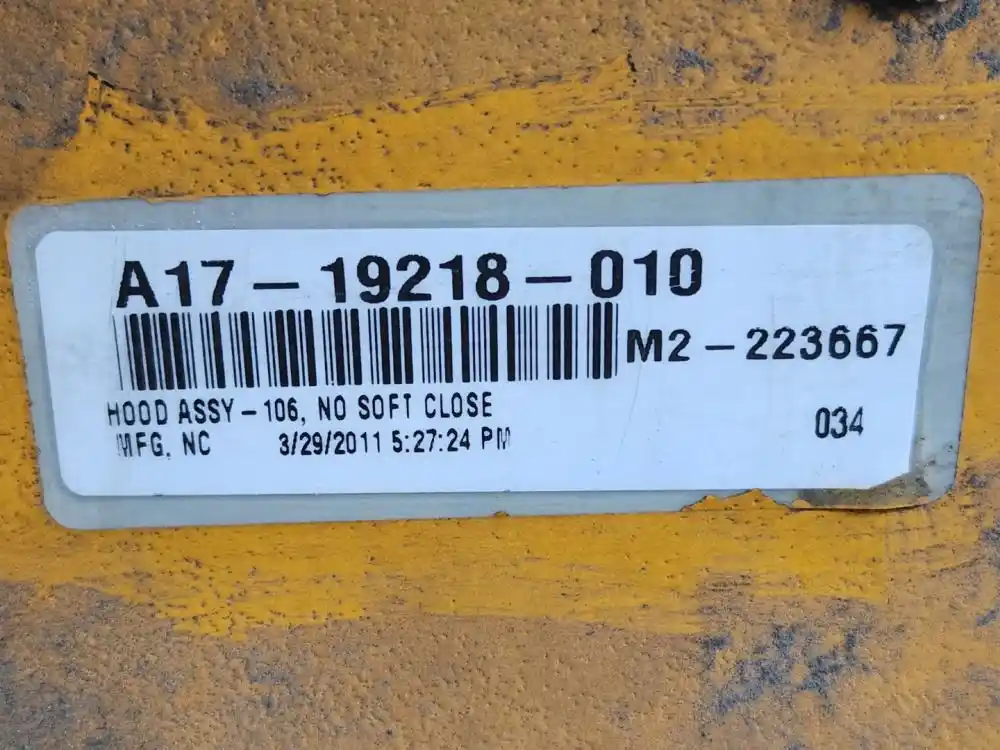 A17-19218-010
M2-223667
HOOD ASSY-106, NO SOFT CLOSE
034
MFG, NC 3/29/2011 5:27:24 PM